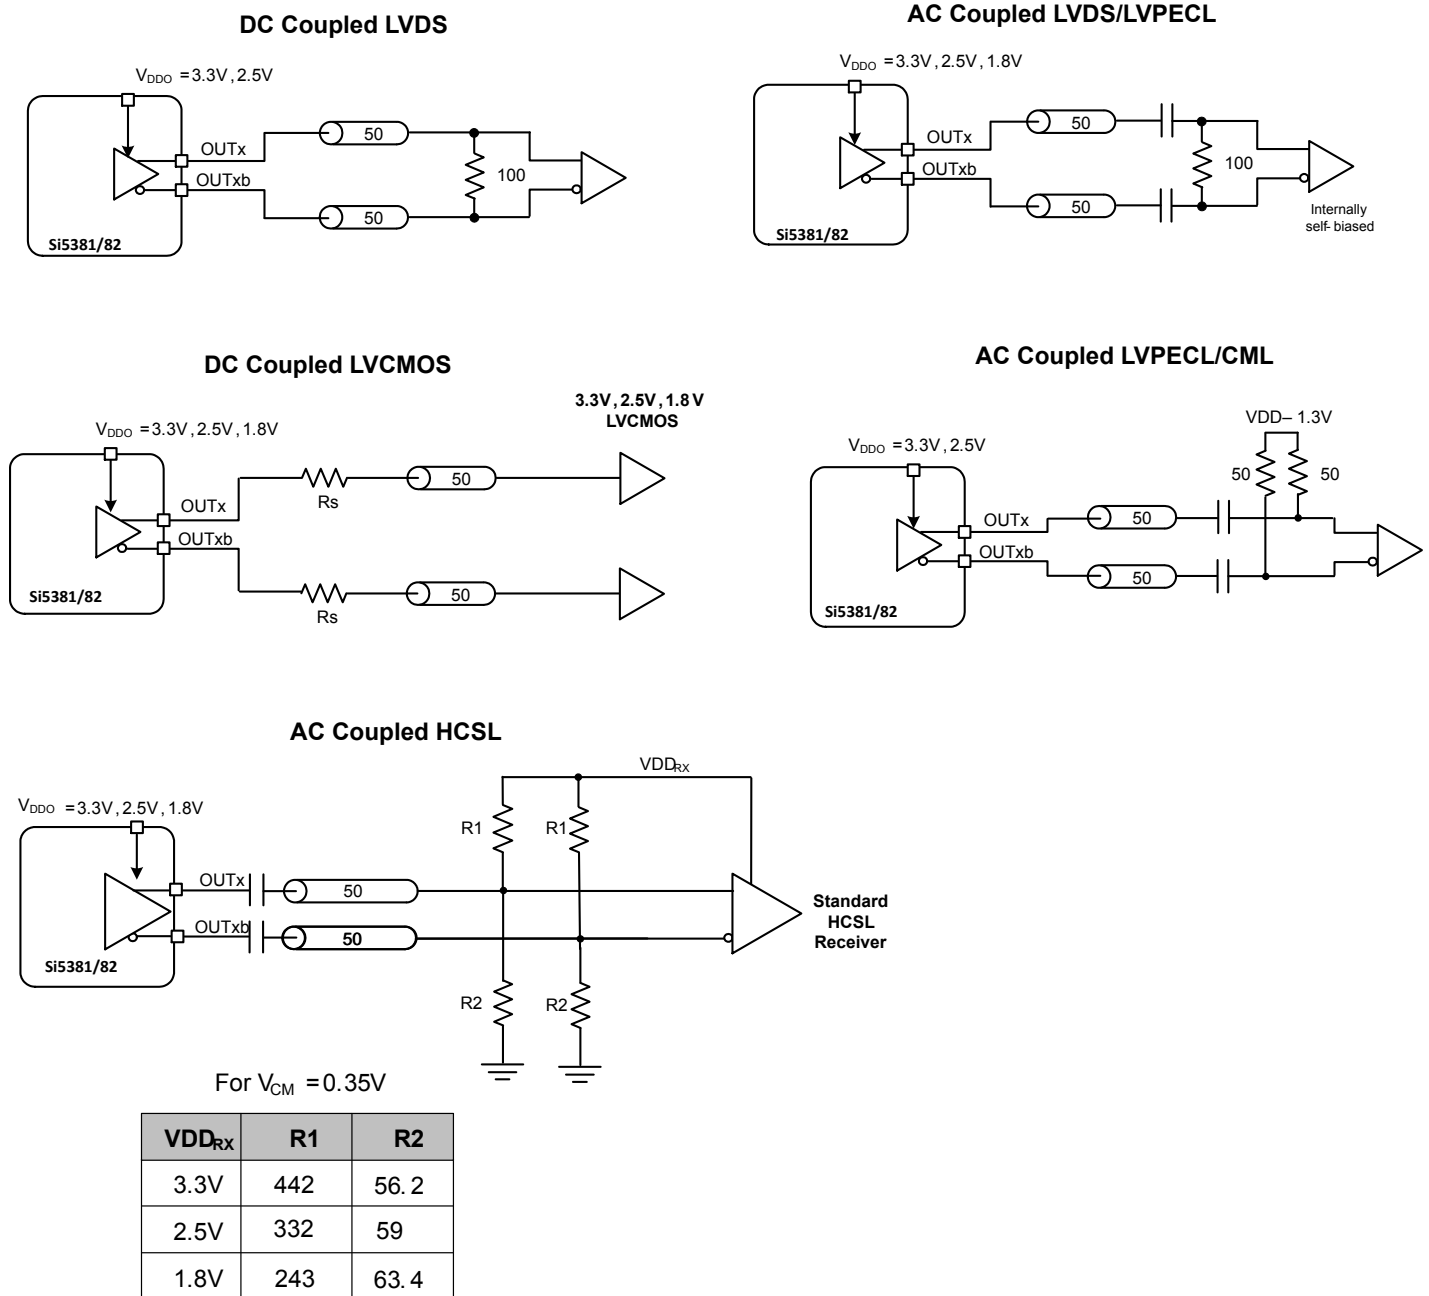 DC Coupled LVDS
VDDO =3.3V, 2.5V
OUTx
OUTxb
50
50
100
Si5381/82
AC Coupled LVDS/LVPECL
VDDO =3.3V, 2.5V, 1.8V
OUTx
OUTxb
50
50
100
Internally
self- biased
Si5381/82
DC Coupled LVCMOS
3.3V, 2.5V, 1.8 V
LVCMOS
VDDO =3.3V, 2.5V, 1.8V
OUTx
OUTxb
Rs
50
Rs
50
Si5381/82
AC Coupled LVPECL/CML
VDD– 1.3V
VDDO =3.3V, 2.5V
50
50
OUTx
OUTxb
50
50
Si5381/82
AC Coupled HCSL
VDDRX
VDDO =3.3V, 2.5V, 1.8V
R1
R1
OUTx
50
OUTxb
50
Standard
HCSL
Receiver
Si5381/82
R2
R2
For VCM =0.35V
VDDRX R1 R2
3.3V 442 56.2
2.5V 332 59
1.8V 243 63.4